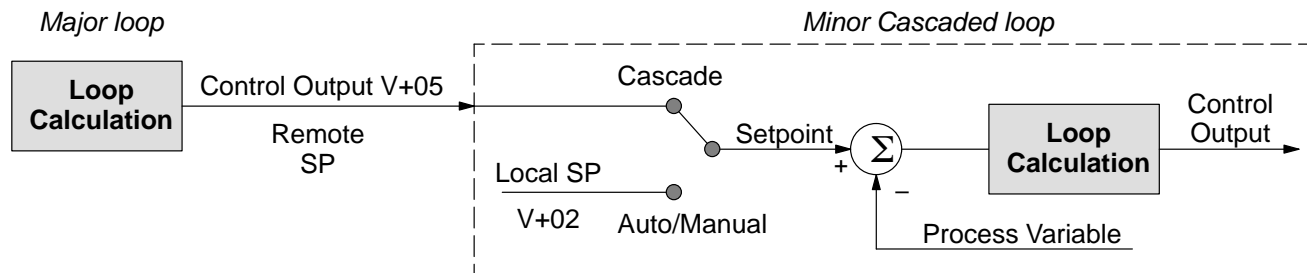 Major loop
Minor Cascaded loop
Loop
Calculation
Control Output V+05
Remote
SP
Cascade
Setpoint
+
Σ
−
Local SP
V+02
Auto/Manual
Process Variable
Loop
Calculation
Control
Output